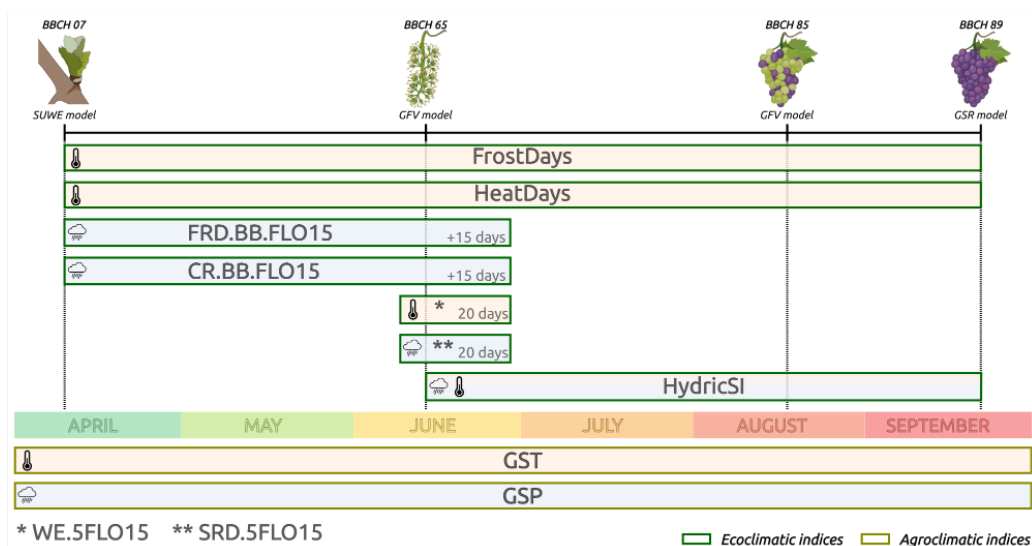 BBCH 07 BBCH 65 BBCH 85 BBCH 89
SUWE model GFV model GFV model GSR model
FrostDays
HeatDays
FRD.BB.FLO15 +15 days
CR.BB.FLO15 +15 days
* 20 days
** 20 days
HydricSI
APRIL MAY JUNE JULY AUGUST SEPTEMBER
GST
GSP
* WE.5FLO15 ** SRD.5FLO15
Ecoclimatic indices Agroclimatic indices